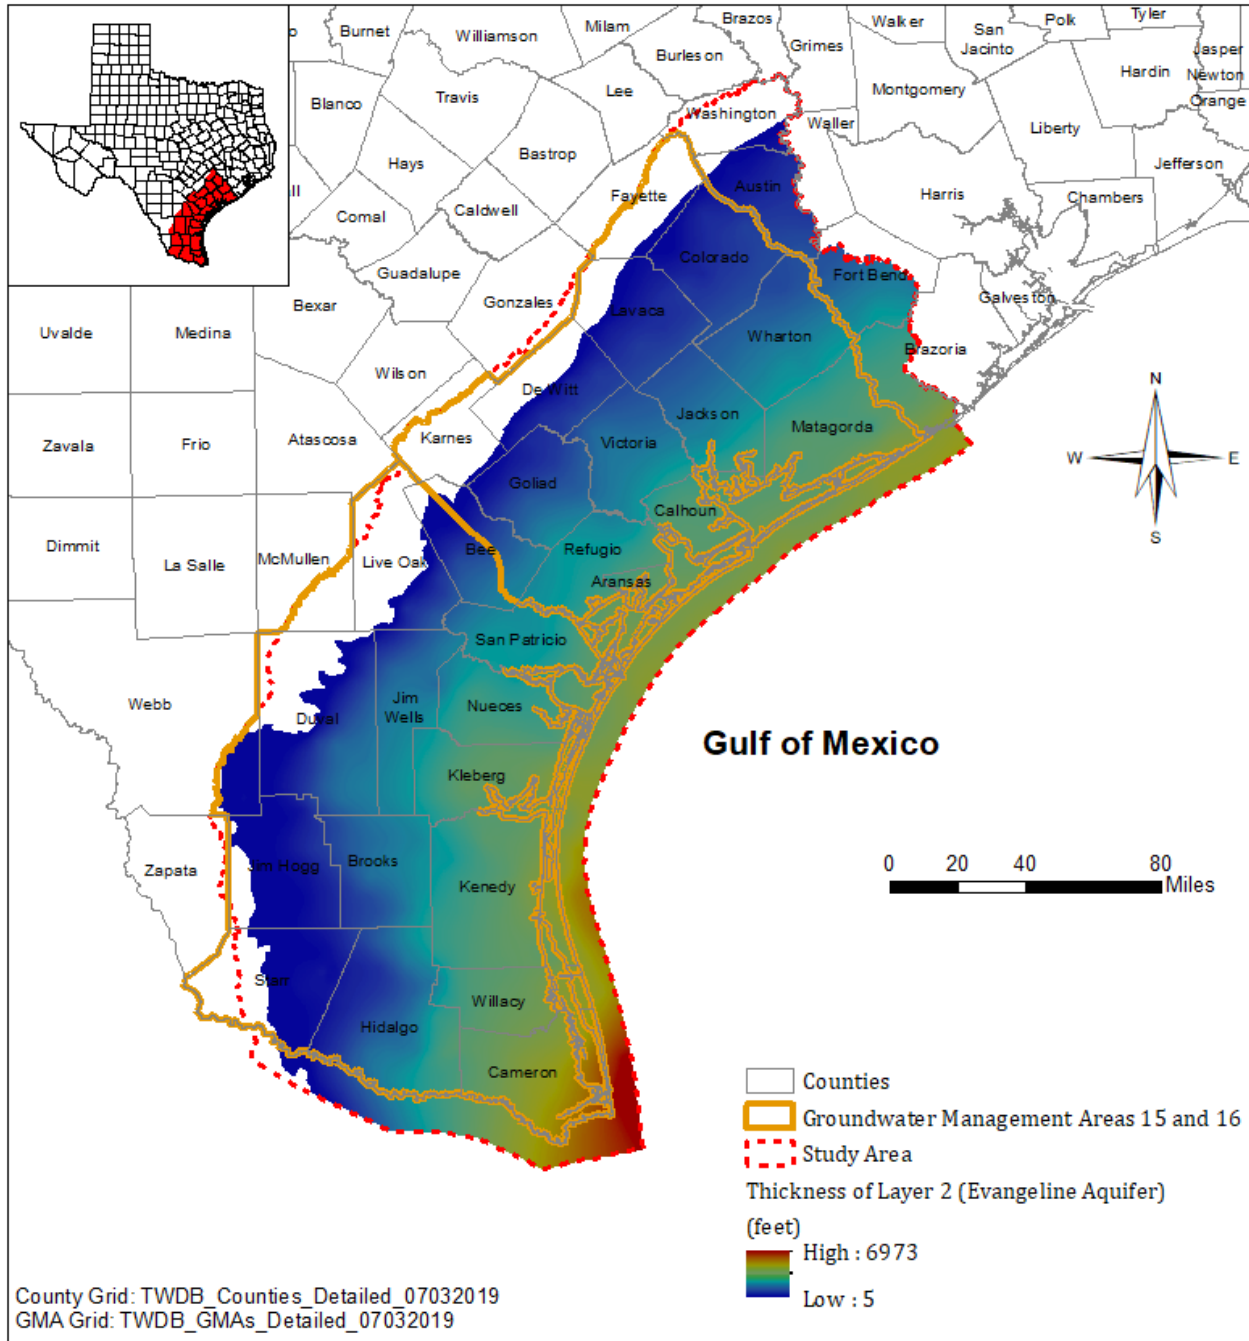 o
Burnet
Williamson
Milam
Brazos
Walker
Polk
Tyler
San
Jacinto
Grimes
Burleson
Jasper
Newton
Orange
Hardin
Montgomery
Lee
Travis
Blanco
Washington
Waller
Liberty
Bastrop
Hays
Jefferson
Austin
Harris
Chambers
ll
Fayette
Caldwell
Comal
Colorado
Guadalupe
Fort Bend
Gonzales
Galveston
Bexar
Lavaca
Uvalde
Medina
Wharton
Brazoria
Wilson
De Witt
N
Jackson
Matagorda
Karnes
Atascosa
Victoria
Zavala
Frio
W
E
Goliad
Calhoun
S
Dimmit
La Salle
McMullen
Live Oak
Bee
Refugio
Aransas
San Patricio
Webb
Duval
Jim
Wells
Nueces
Gulf of Mexico
Kleberg
Zapata
Jim Hogg
Brooks
Kenedy
0 20 40 80
Miles
Starr
Willacy
Hidalgo
Cameron
Counties
Groundwater Management Areas 15 and 16
Study Area
Thickness of Layer 2 (Evangeline Aquifer)
(feet)
High : 6973
Low : 5
County Grid: TWDB_Counties_Detailed_07032019
GMA Grid: TWDB_GMAs_Detailed_07032019